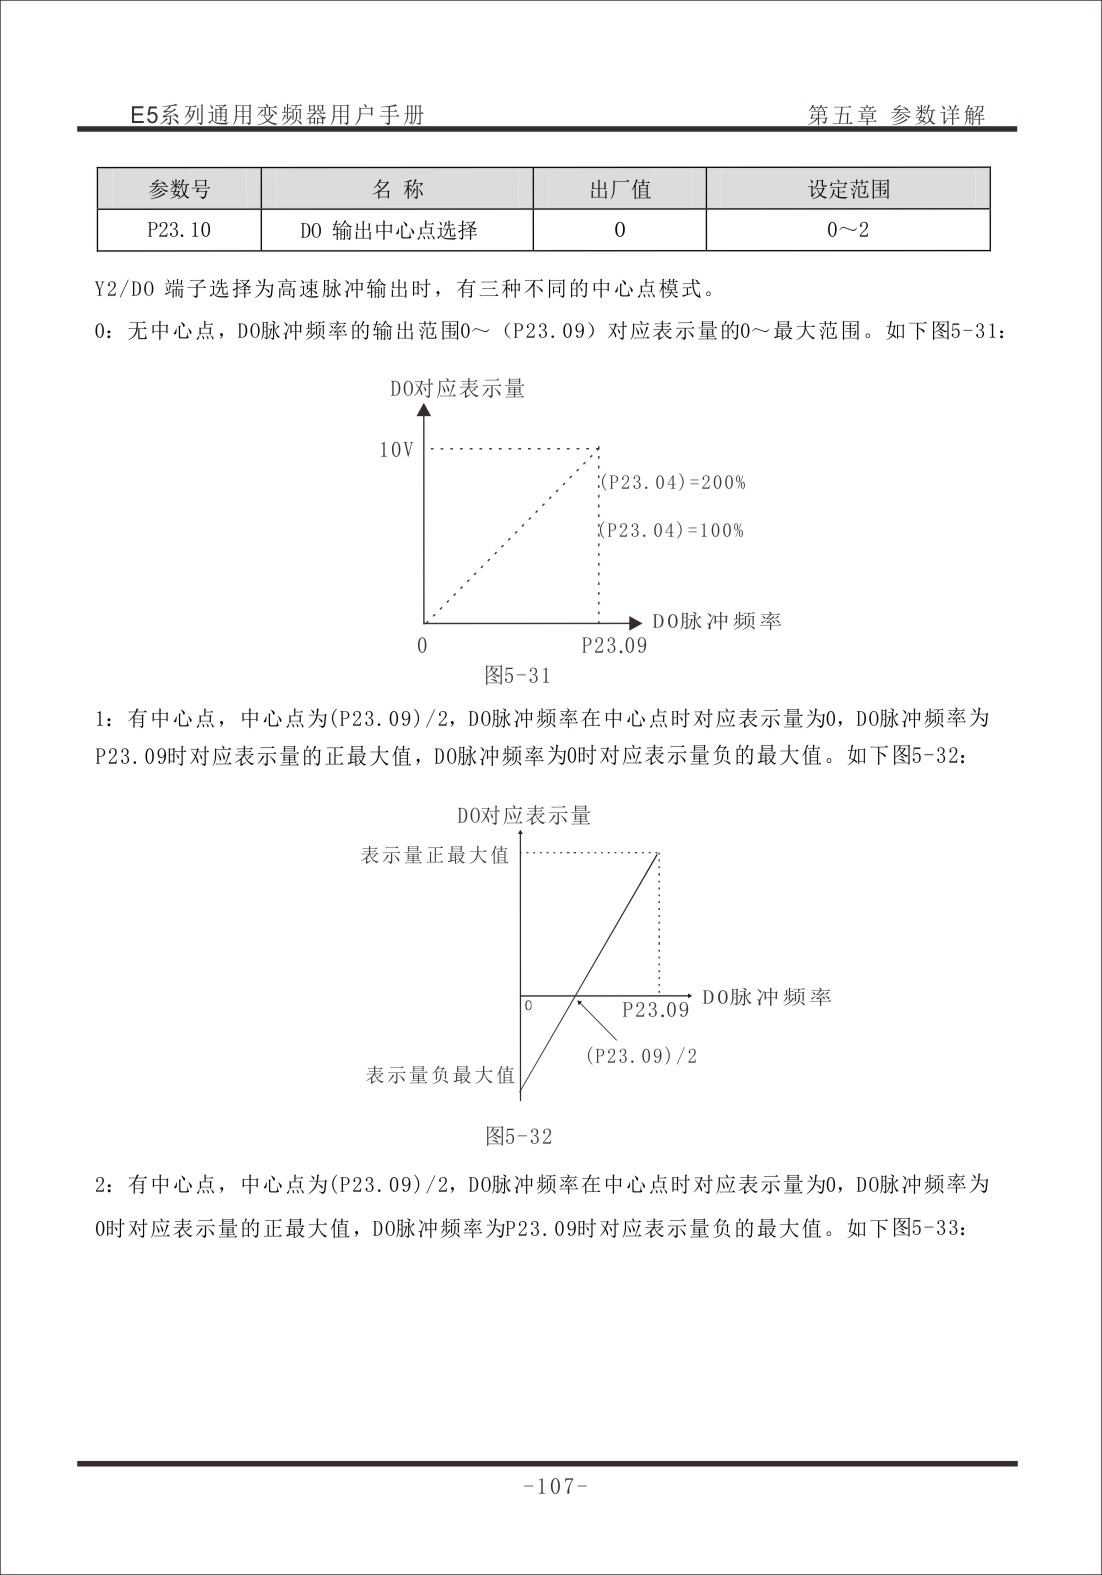 E5系列通用变频器用户手册 第五章 参数详解
参数号 名 称 出厂值 设定范围
P23.10 DO 输出中心点选择 0 0～2
Y2/DO 端子选择为高速脉冲输出时，有三种不同的中心点模式。
0：无中心点，DO脉冲频率的输出范围0～（P23.09）对应表示量的0～最大范围。如下图5-31：
DO对应表示量
10V
(P23.04)=200%
(P23.04)=100%
DO脉冲频率
0 P23.09
图5-31
1：有中心点，中心点为(P23.09)/2，DO脉冲频率在中心点时对应表示量为0，DO脉冲频率为
P23.09时对应表示量的正最大值，DO脉冲频率为0时对应表示量负的最大值。如下图5-32：
DO对应表示量
表示量正最大值
DO脉冲频率
0 P23.09
(P23.09)/2
表示量负最大值
图5-32
2：有中心点，中心点为(P23.09)/2，DO脉冲频率在中心点时对应表示量为0，DO脉冲频率为
0时对应表示量的正最大值，DO脉冲频率为P23.09时对应表示量负的最大值。如下图5-33：
-107-